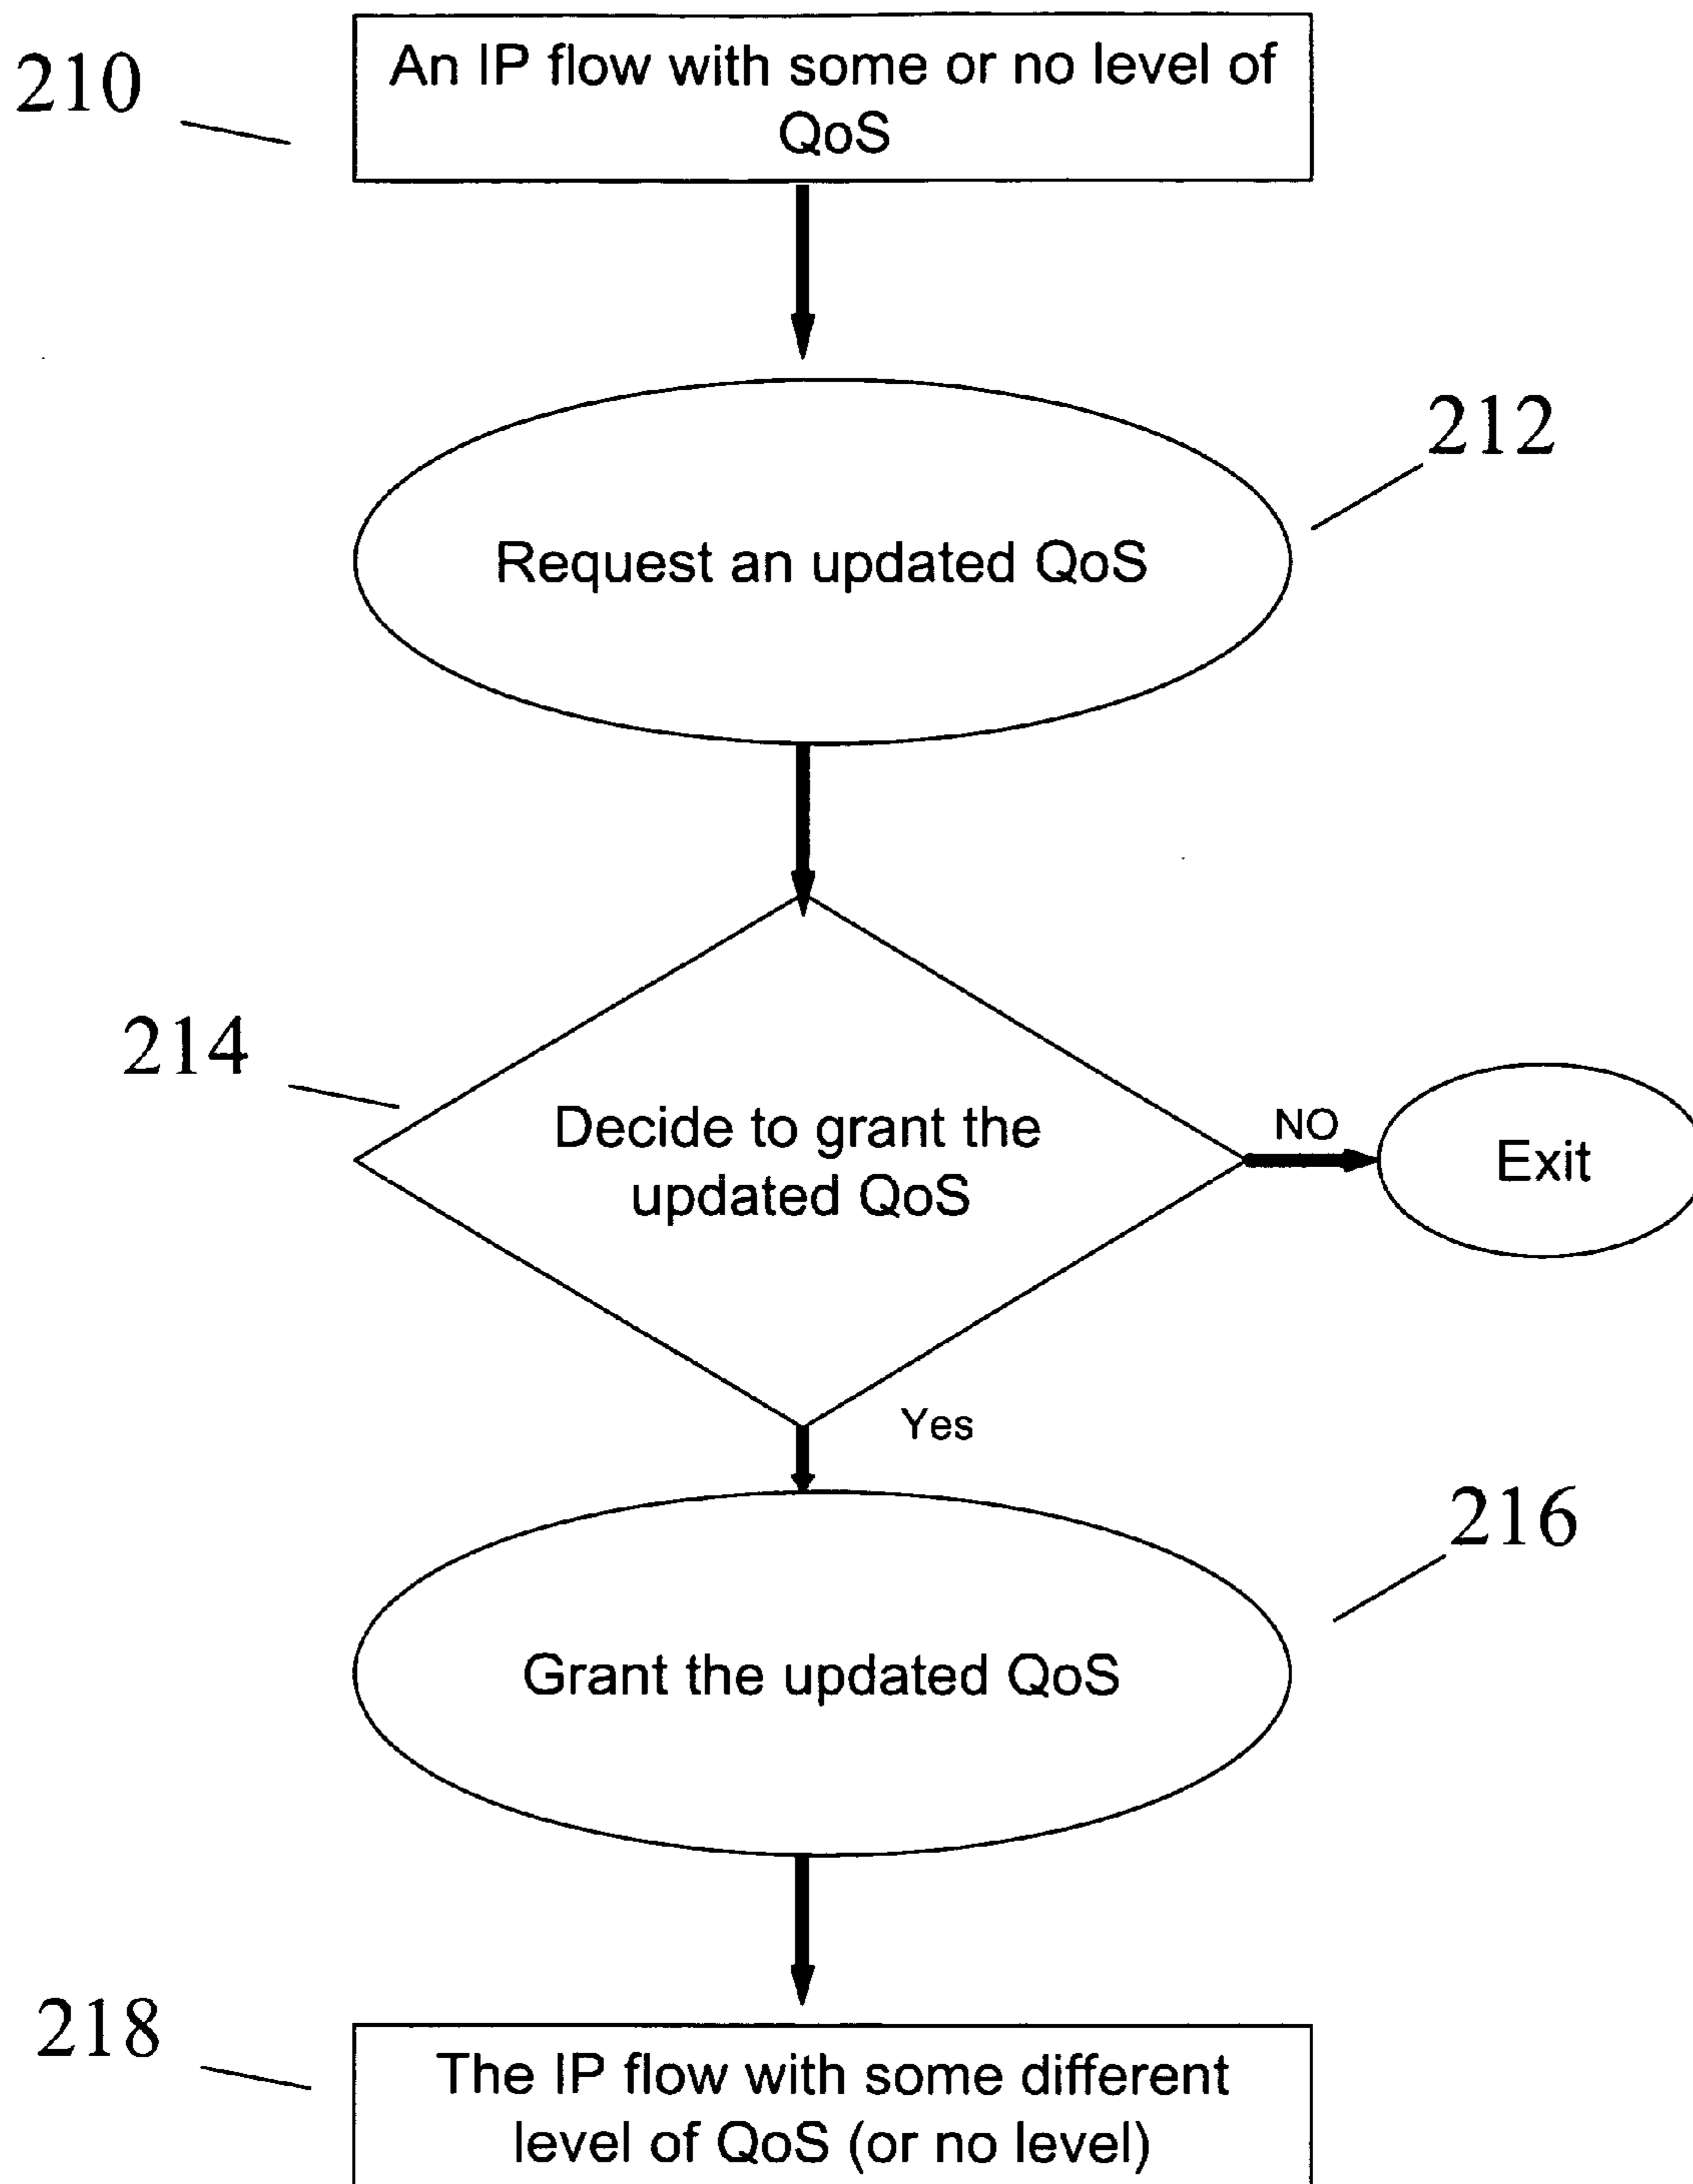 210
An IP flow with some or no level of
QoS
212
Request an updated QoS
214
Decide to grant the
updated QoS
NO
Exit
Yes
216
Grant the updated QoS
218
The IP flow with some different
level of QoS (or no level)